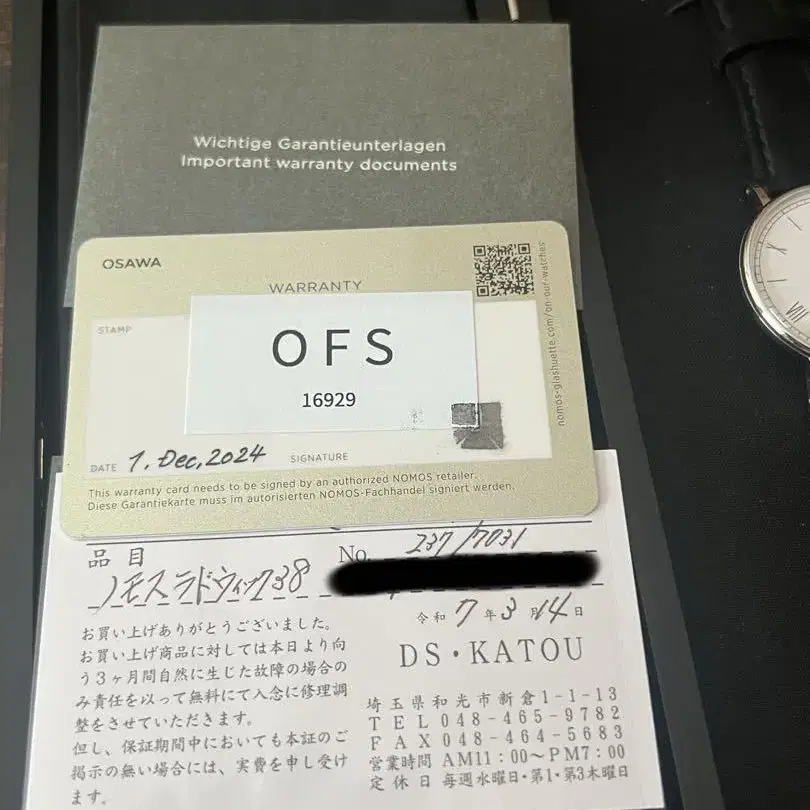 Wichtige Garantieunterlagen
Important warranty documents
OSAWA
WARRANTY
STAMP
OFS
16929
DATE 1. Dec, 2024 SIGNATURE
This warranty card needs to be signed by an authorized NOMOS retailer.
Diese Garantiekarte muss im autorisierten NOMOS-Fachhandel signiert werden.
nomos-glashuette.com/on-our-watches
品目
ノモス ラドウィッグ38
No. 237/7031
令和7年3月14日
お買い上げありがとうございました。
お買い上げ商品に対しては本日より向
う3ヶ月間自然に生じた故障の場合の
み責任を以って無料にて入念に修理調
整をさせていただきます。
但し、保証期間中においても本証のご
掲示の無い場合には、実費を申し受け
ます。
DS・KATOU
埼玉県和光市新倉1-1-13
TEL 048-465-9782
FAX 048-464-5683
営業時間 AM11:00〜PM7:00
定休日 毎週水曜日・第1・第3木曜日
X
VIII